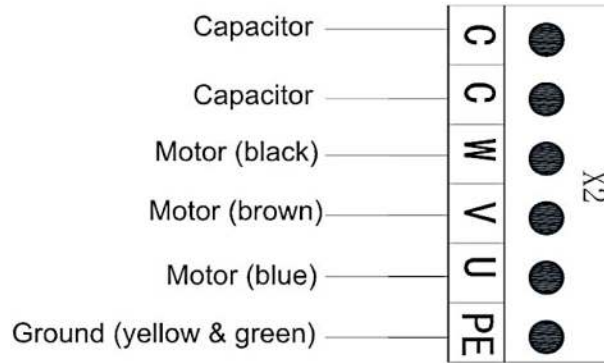 Capacitor C
Capacitor C
Motor (black) W
Motor (brown) V
Motor (blue) U
Ground (yellow & green) PE
X2